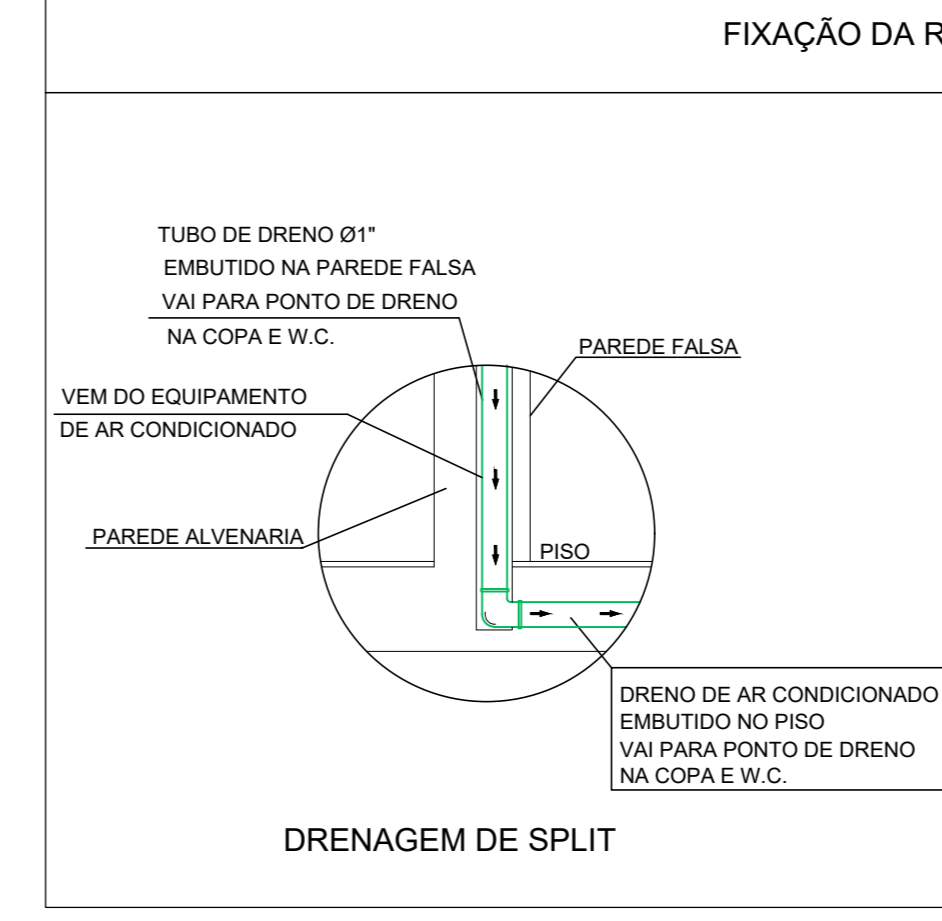 FIXAÇÃO DA R
TUBO DE DRENO Ø1"
EMBUTIDO NA PAREDE FALSA
VAI PARA PONTO DE DRENO
NA COPA E W.C.
PAREDE FALSA
VEM DO EQUIPAMENTO
DE AR CONDICIONADO
PAREDE ALVENARIA
PISO
DRENO DE AR CONDICIONADO
EMBUTIDO NO PISO
VAI PARA PONTO DE DRENO
NA COPA E W.C.
DRENAGEM DE SPLIT